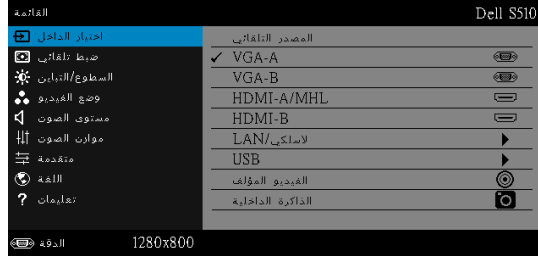 القائمة
Dell S510
اختيار الداخل
ضبط تلقائي
السطوع/التباين
وضع الفيديو
مستوى الصوت
موازن الصوت
متقدمة
اللغة
تعليمات
المصدر التلقائي
VGA-A
VGA-B
HDMI-A/MHL
HDMI-B
لاسلكي/LAN
USB
الفيديو المؤلف
الذاكرة الداخلية
الدقة
1280x800